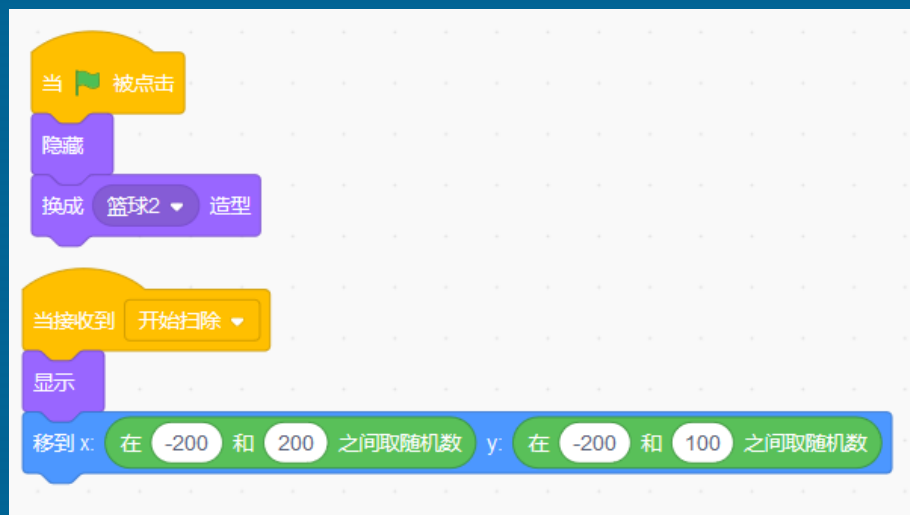 当 被点击
隐藏
换成 篮球2 造型
当接收到 开始扫除
显示
移到 x: 在 -200 和 200 之间取随机数 y: 在 -200 和 100 之间取随机数